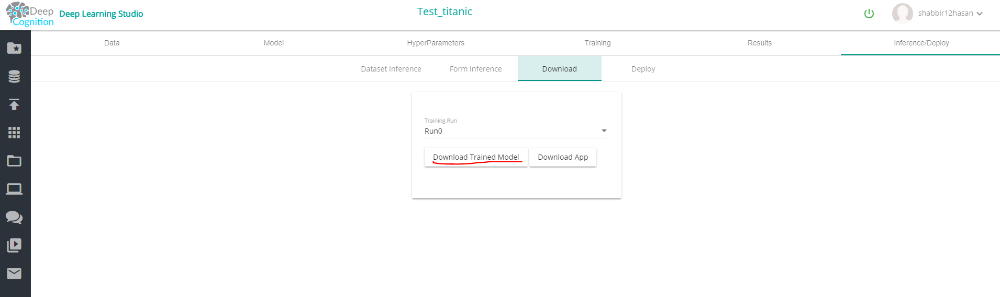 Deep
Cognition
Deep Learning Studio
Test_titanic
shabbir12hasan
Data
Model
HyperParameters
Training
Results
Inference/Deploy
Dataset Inference
Form Inference
Download
Deploy
Training Run
Run0
Download Trained Model
Download App